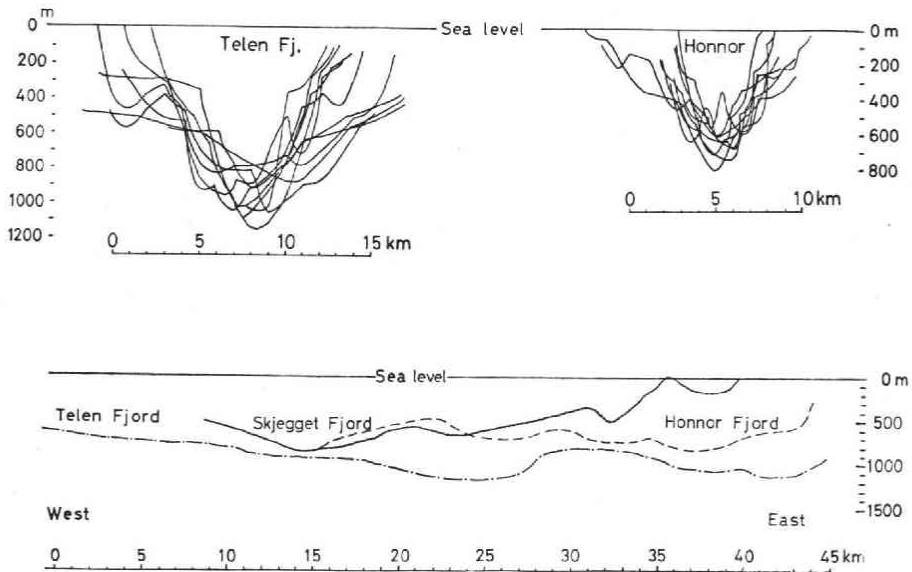 m
0 - Sea level - 0 m
Telen Fj. Honnor
200 - - 200
400 - - 400
600 - - 600
800 - - 800
1000 -
1200 -
0 5 10 15 km
0 5 10 km
Sea level 0 m
Telen Fjord Skjegget Fjord Honnor Fjord
500
1000
1500
West East
0 5 10 15 20 25 30 35 40 45 km